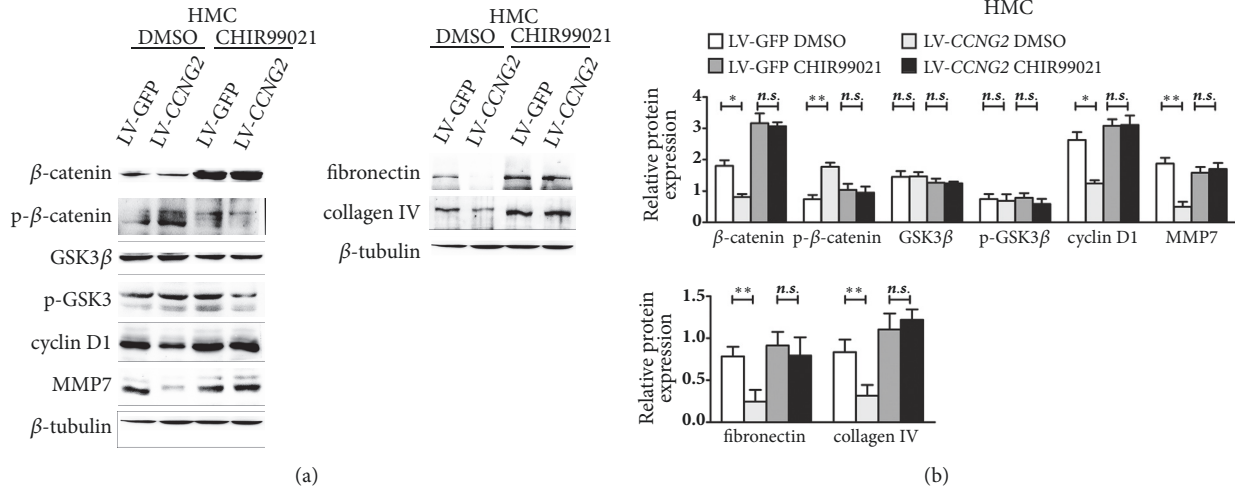 HMC
DMSO CHIR99021
LV-GFP
LV-CCNG2
LV-GFP
LV-CCNG2
β-catenin
p-β-catenin
GSK3β
p-GSK3
cyclin D1
MMP7
β-tubulin
HMC
DMSO CHIR99021
LV-GFP
LV-CCNG2
LV-GFP
LV-CCNG2
fibronectin
collagen IV
β-tubulin
(a)
HMC
LV-GFP DMSO LV-CCNG2 DMSO
LV-GFP CHIR99021 LV-CCNG2 CHIR99021
Relative protein
expression
4
3
2
1
0
* n.s. ** n.s. n.s. n.s. n.s. n.s. * n.s. ** n.s.
β-catenin p-β-catenin GSK3β p-GSK3β cyclin D1 MMP7
Relative protein
expression
1.5
1.0
0.5
0.0
** n.s. ** n.s.
fibronectin collagen IV
(b)